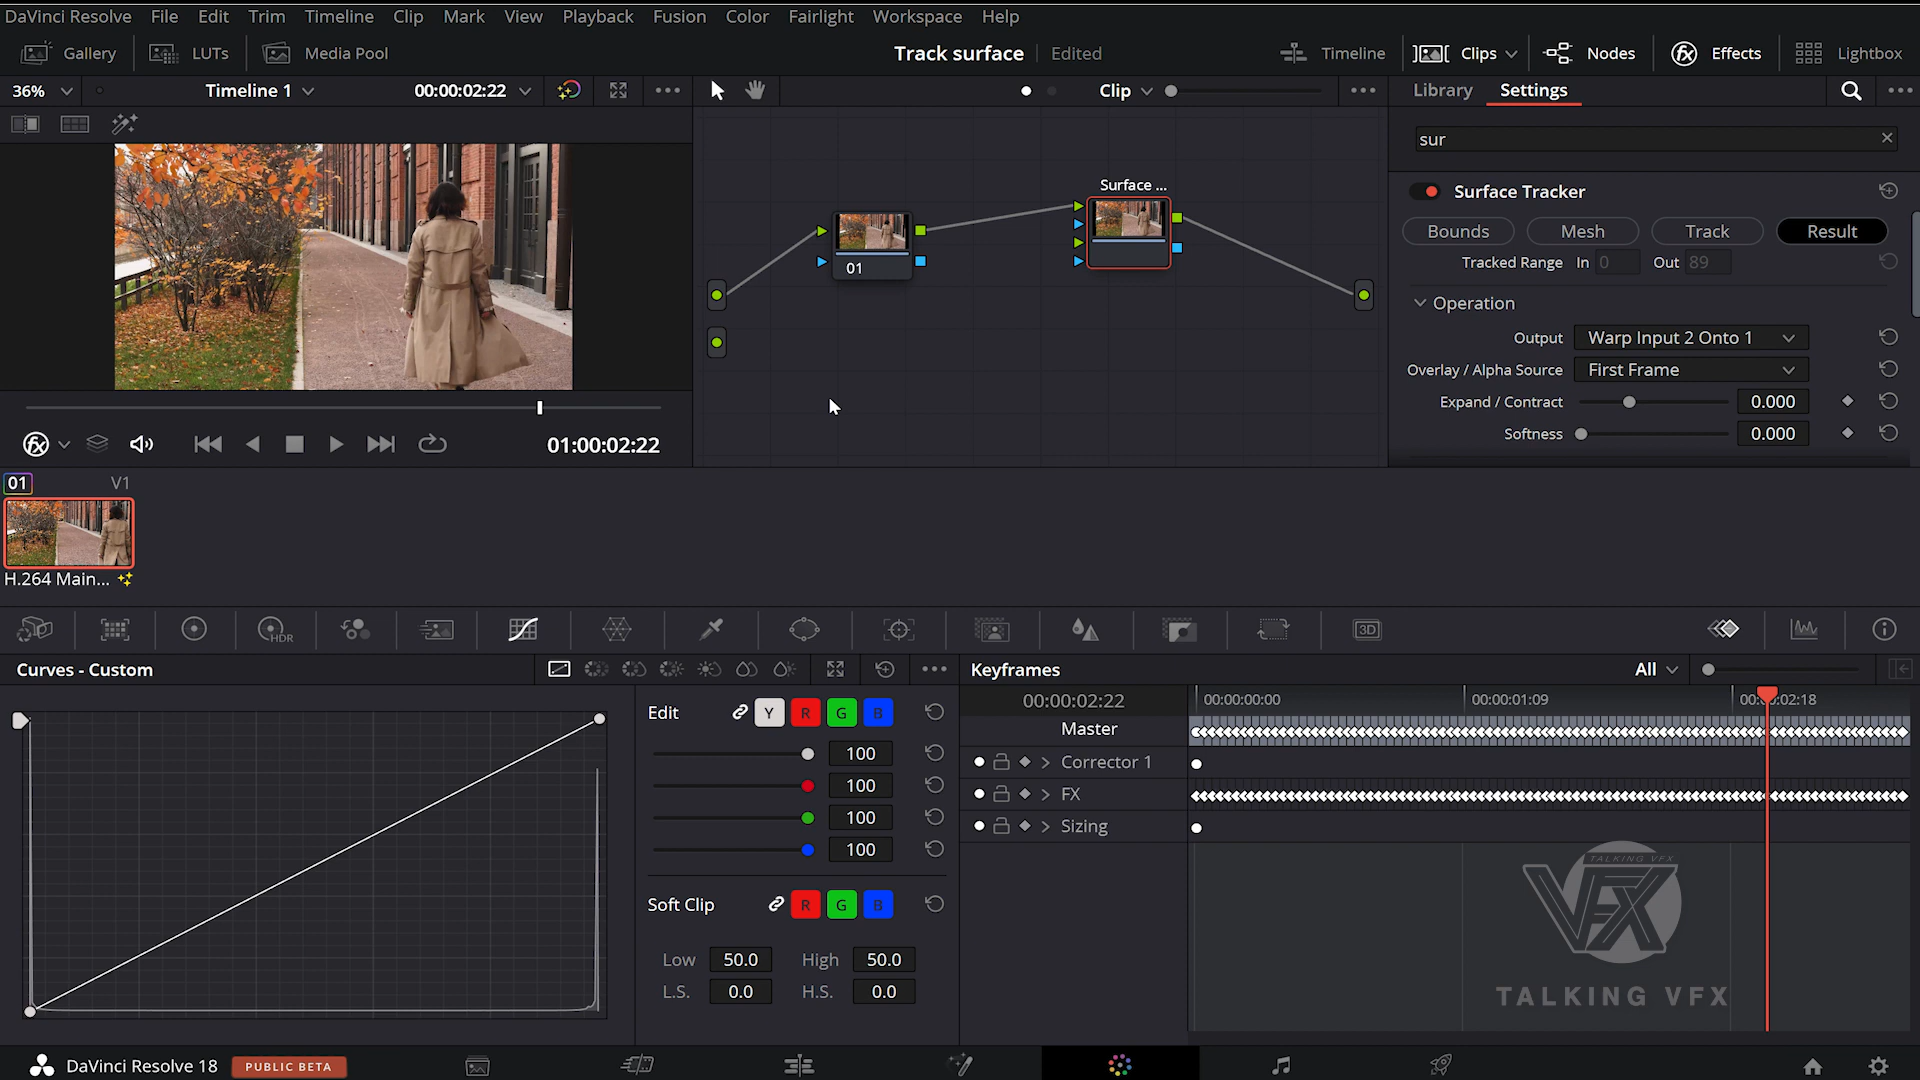 DaVinci Resolve File Edit Trim Timeline Clip Mark View Playback Fusion Color Fairlight Workspace Help
Gallery LUTs Media Pool Track surface Edited Timeline Clips Nodes Effects Lightbox
36% Timeline 1 00:00:02:22 Clip Library Settings
sur
Surface ...
01
Surface Tracker
Bounds Mesh Track Result
Tracked Range In 0 Out 89
Operation
Output Warp Input 2 Onto 1
Overlay / Alpha Source First Frame
Expand / Contract 0.000
Softness 0.000
01:00:02:22
01 V1
H.264 Main...
HDR 3D
Curves - Custom
Edit Y R G B
100
100
100
100
Soft Clip R G B
Low 50.0 High 50.0
L.S. 0.0 H.S. 0.0
Keyframes All
00:00:02:22 00:00:00:00 00:00:01:09 00:00:02:18
Master
Corrector 1
FX
Sizing
TALKING VFX
VFX
TALKING VFX
DaVinci Resolve 18 PUBLIC BETA